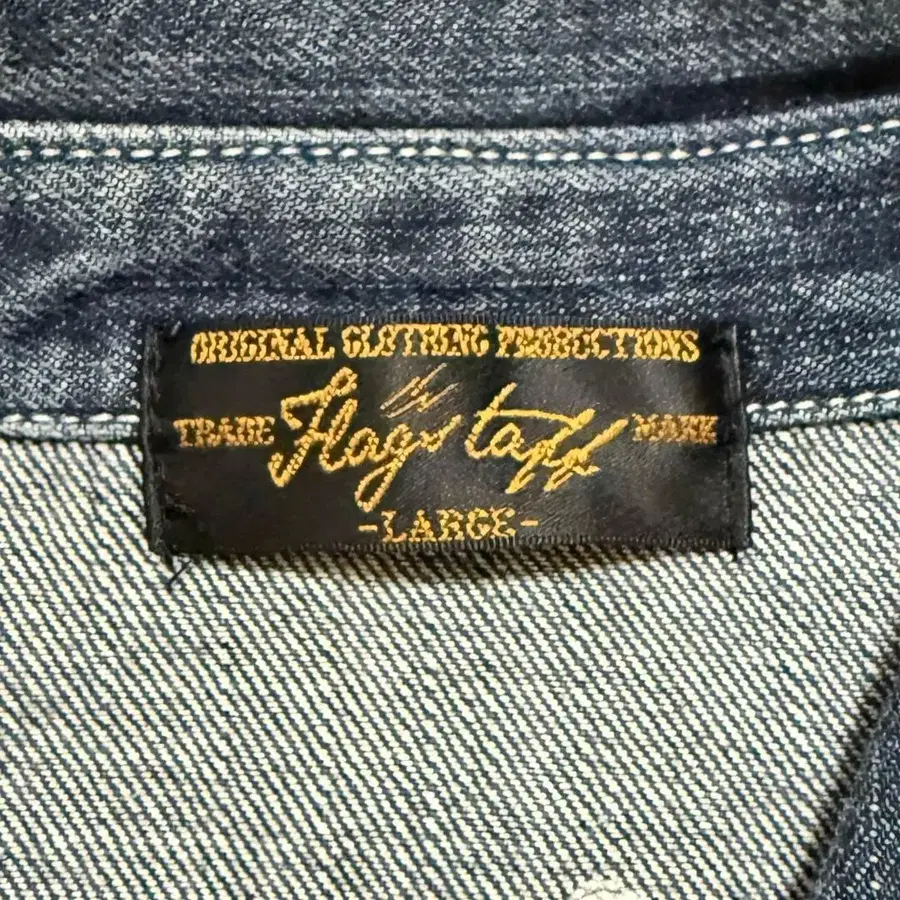 ORIGINAL CLOTHING PRODUCTIONS
TRADE Flagstaff MARK
-LARGE-